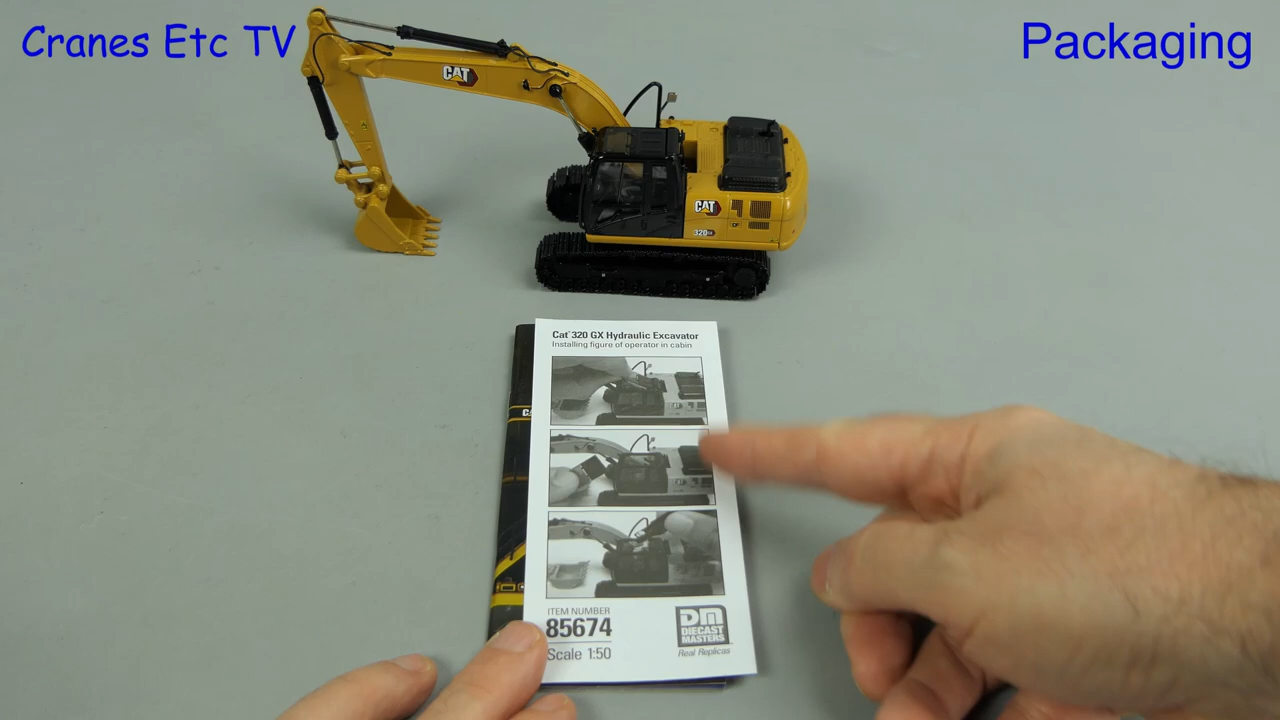 Cranes Etc TV
Packaging
CAT
CAT
320 GX
Cat® 320 GX Hydraulic Excavator
Installing figure of operator in cabin
ITEM NUMBER
85674
Scale 1:50
DM
DIECAST
MASTERS
Real Replicas